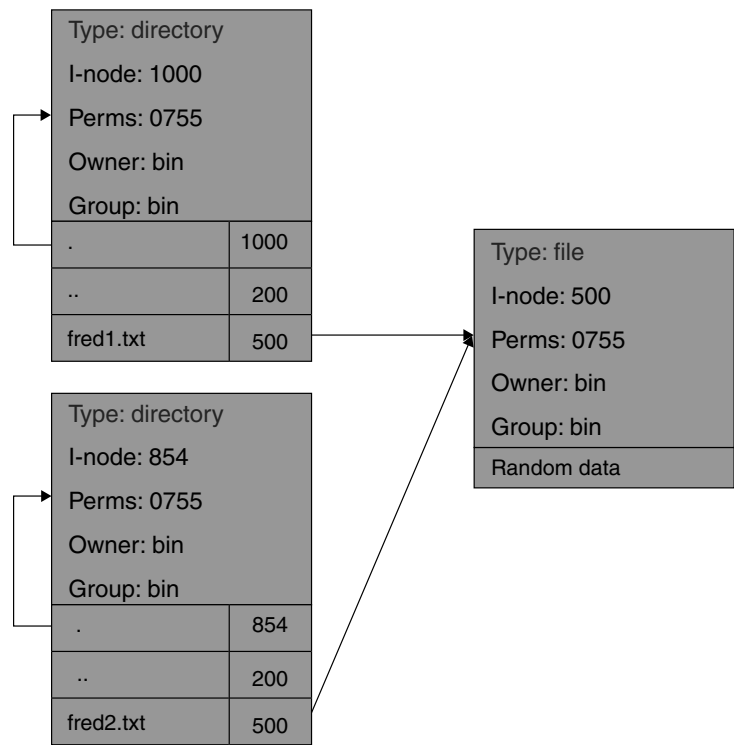 Type: directory
I-node: 1000
Perms: 0755
Owner: bin
Group: bin
. 1000
.. 200
fred1.txt 500
Type: directory
I-node: 854
Perms: 0755
Owner: bin
Group: bin
. 854
.. 200
fred2.txt 500
Type: file
I-node: 500
Perms: 0755
Owner: bin
Group: bin
Random data